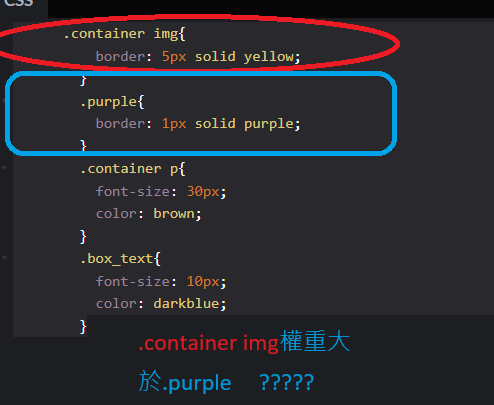 CSS
.container img{
border: 5px solid yellow;
}
.purple{
border: 1px solid purple;
}
.container p{
font-size: 30px;
color: brown;
}
.box_text{
font-size: 10px;
color: darkblue;
}
.container img權重大
於.purple ?????